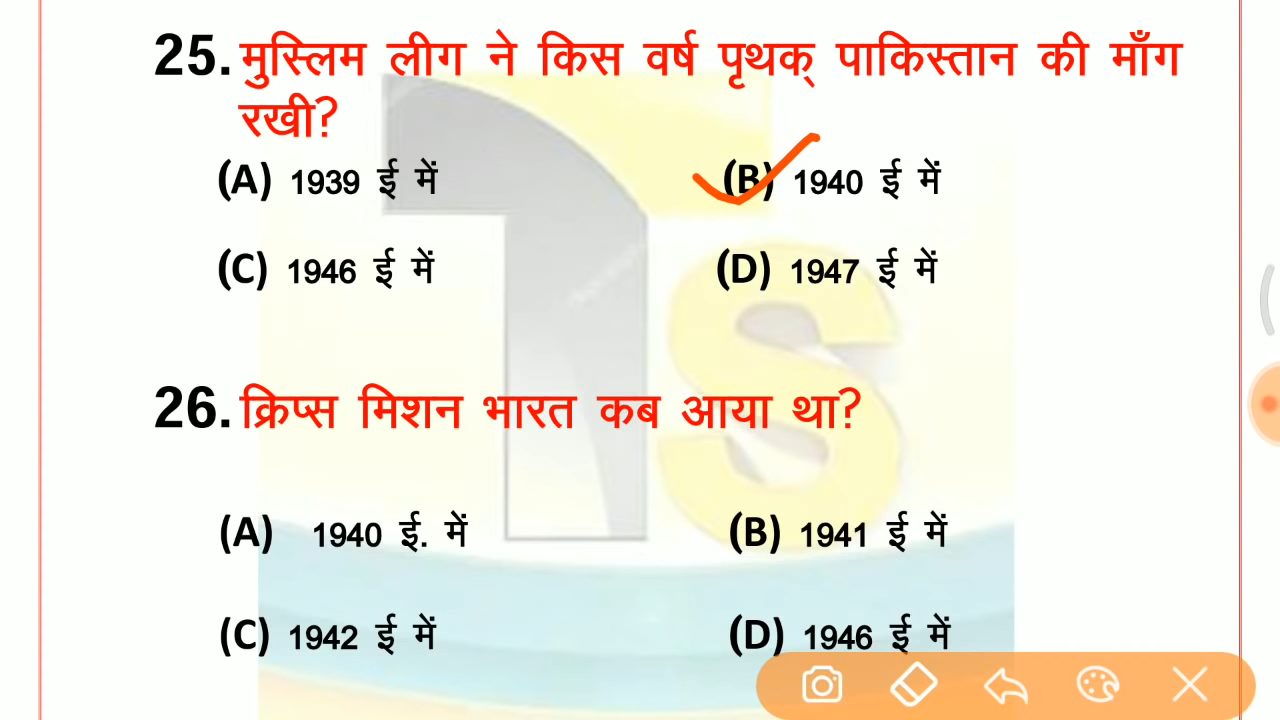 25. मुस्लिम लीग ने किस वर्ष पृथक् पाकिस्तान की माँग
रखी?
(A) 1939 ई में (B) 1940 ई में
(C) 1946 ई में (D) 1947 ई में
26. क्रिप्स मिशन भारत कब आया था?
(A) 1940 ई. में (B) 1941 ई में
(C) 1942 ई में (D) 1946 ई में